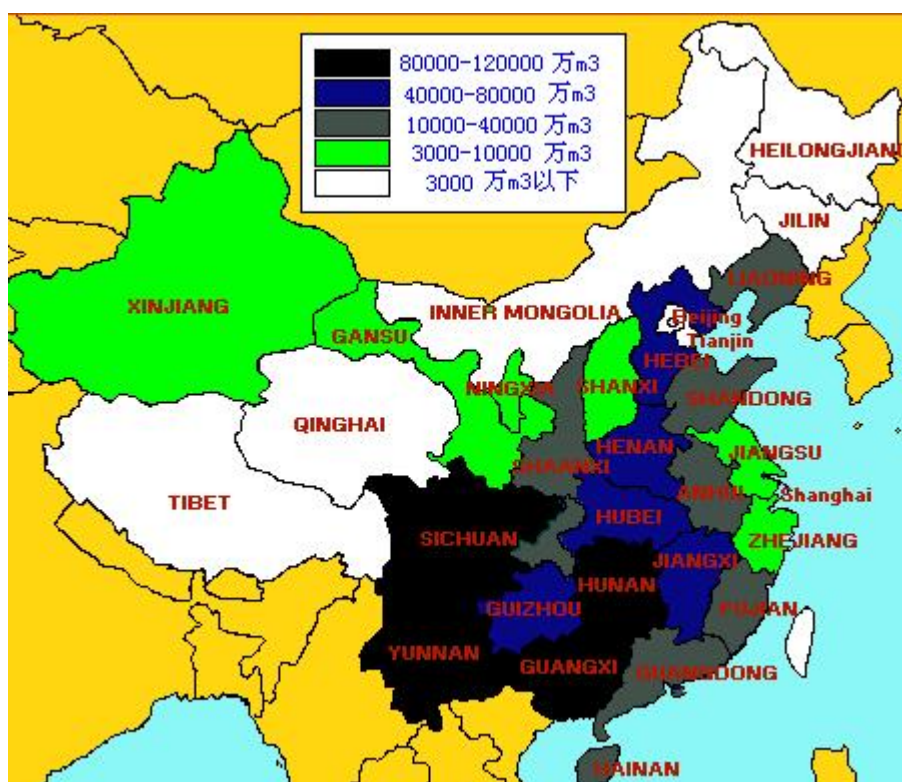 80000-120000 万m3
40000-80000 万m3
10000-40000 万m3
3000-10000 万m3
3000 万m3以下
HEILONGJIANG
JILIN
LIAONING
XINJIANG
INNER MONGOLIA
Beijing
GANSU
Tianjin
HEBEI
NINGXIA
SHANXI
SHANDONG
QINGHAI
HENAN
JIANGSU
SHAANXI
ANHUI
Shanghai
TIBET
HUBEI
SICHUAN
ZHEJIANG
JIANGXI
HUNAN
GUIZHOU
FUJIAN
YUNNAN
GUANGXI
GUANGDONG
HAINAN